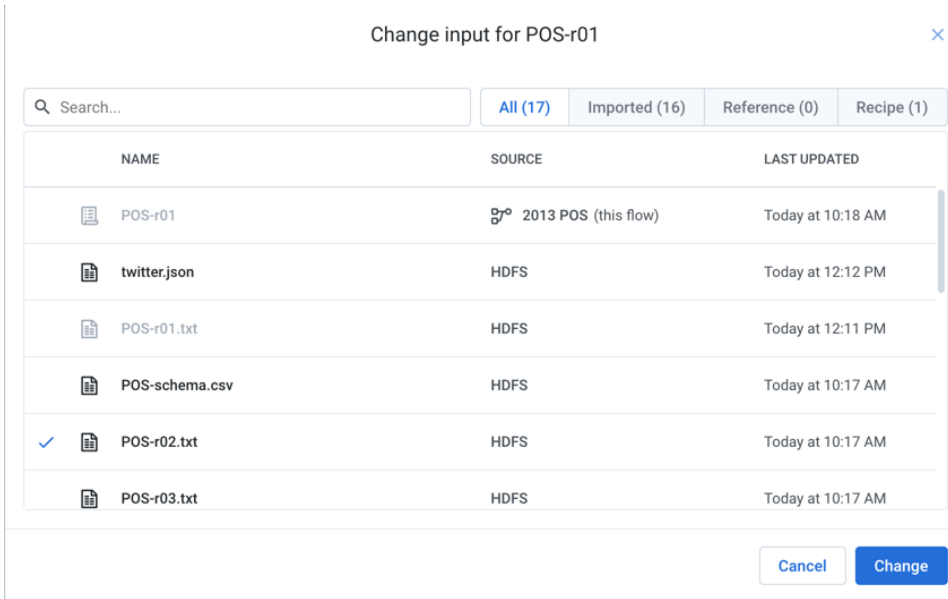 Change input for POS-r01
Search...
All (17) Imported (16) Reference (0) Recipe (1)
NAME SOURCE LAST UPDATED
POS-r01 2013 POS (this flow) Today at 10:18 AM
twitter.json HDFS Today at 12:12 PM
POS-r01.txt HDFS Today at 12:11 PM
POS-schema.csv HDFS Today at 10:17 AM
POS-r02.txt HDFS Today at 10:17 AM
POS-r03.txt HDFS Today at 10:17 AM
Cancel Change